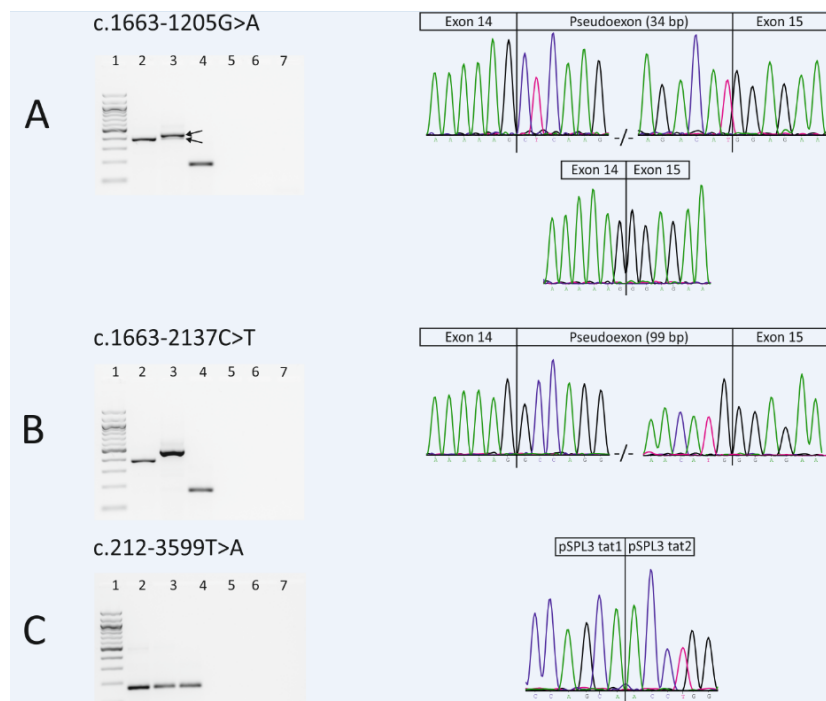 c.1663-1205G>A
1 2 3 4 5 6 7
A
Exon 14 Pseudoexon (34 bp) Exon 15
-/-
A A A A A G C T C A A G A G A C A T G G A G A A
Exon 14 Exon 15
A A A A A G G G A G A A
c.1663-2137C>T
1 2 3 4 5 6 7
B
Exon 14 Pseudoexon (99 bp) Exon 15
-/-
A A A A A G G C C A G G A A C A T G G G A G A A
c.212-3599T>A
1 2 3 4 5 6 7
C
pSPL3 tat1 pSPL3 tat2
C C A G C A A C C T G G